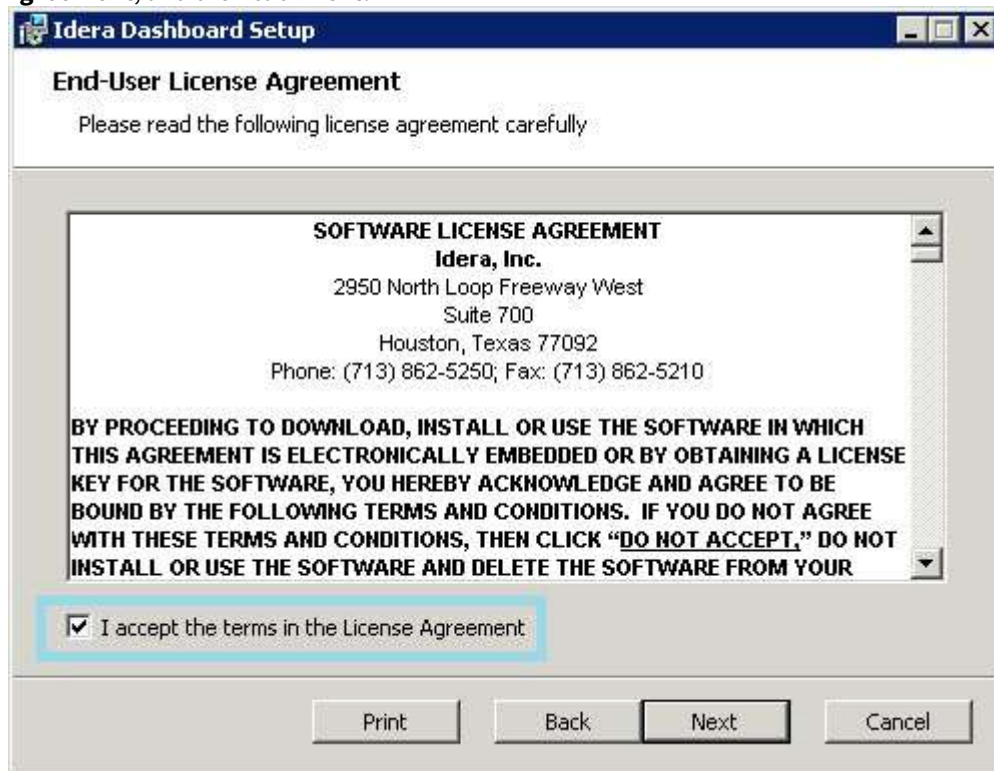 Idera Dashboard Setup
End-User License Agreement
Please read the following license agreement carefully
SOFTWARE LICENSE AGREEMENT
Idera, Inc.
2950 North Loop Freeway West
Suite 700
Houston, Texas 77092
Phone: (713) 862-5250; Fax: (713) 862-5210
BY PROCEEDING TO DOWNLOAD, INSTALL OR USE THE SOFTWARE IN WHICH
THIS AGREEMENT IS ELECTRONICALLY EMBEDDED OR BY OBTAINING A LICENSE
KEY FOR THE SOFTWARE, YOU HEREBY ACKNOWLEDGE AND AGREE TO BE
BOUND BY THE FOLLOWING TERMS AND CONDITIONS. IF YOU DO NOT AGREE
WITH THESE TERMS AND CONDITIONS, THEN CLICK “DO NOT ACCEPT,” DO NOT
INSTALL OR USE THE SOFTWARE AND DELETE THE SOFTWARE FROM YOUR
I accept the terms in the License Agreement
Print Back Next Cancel